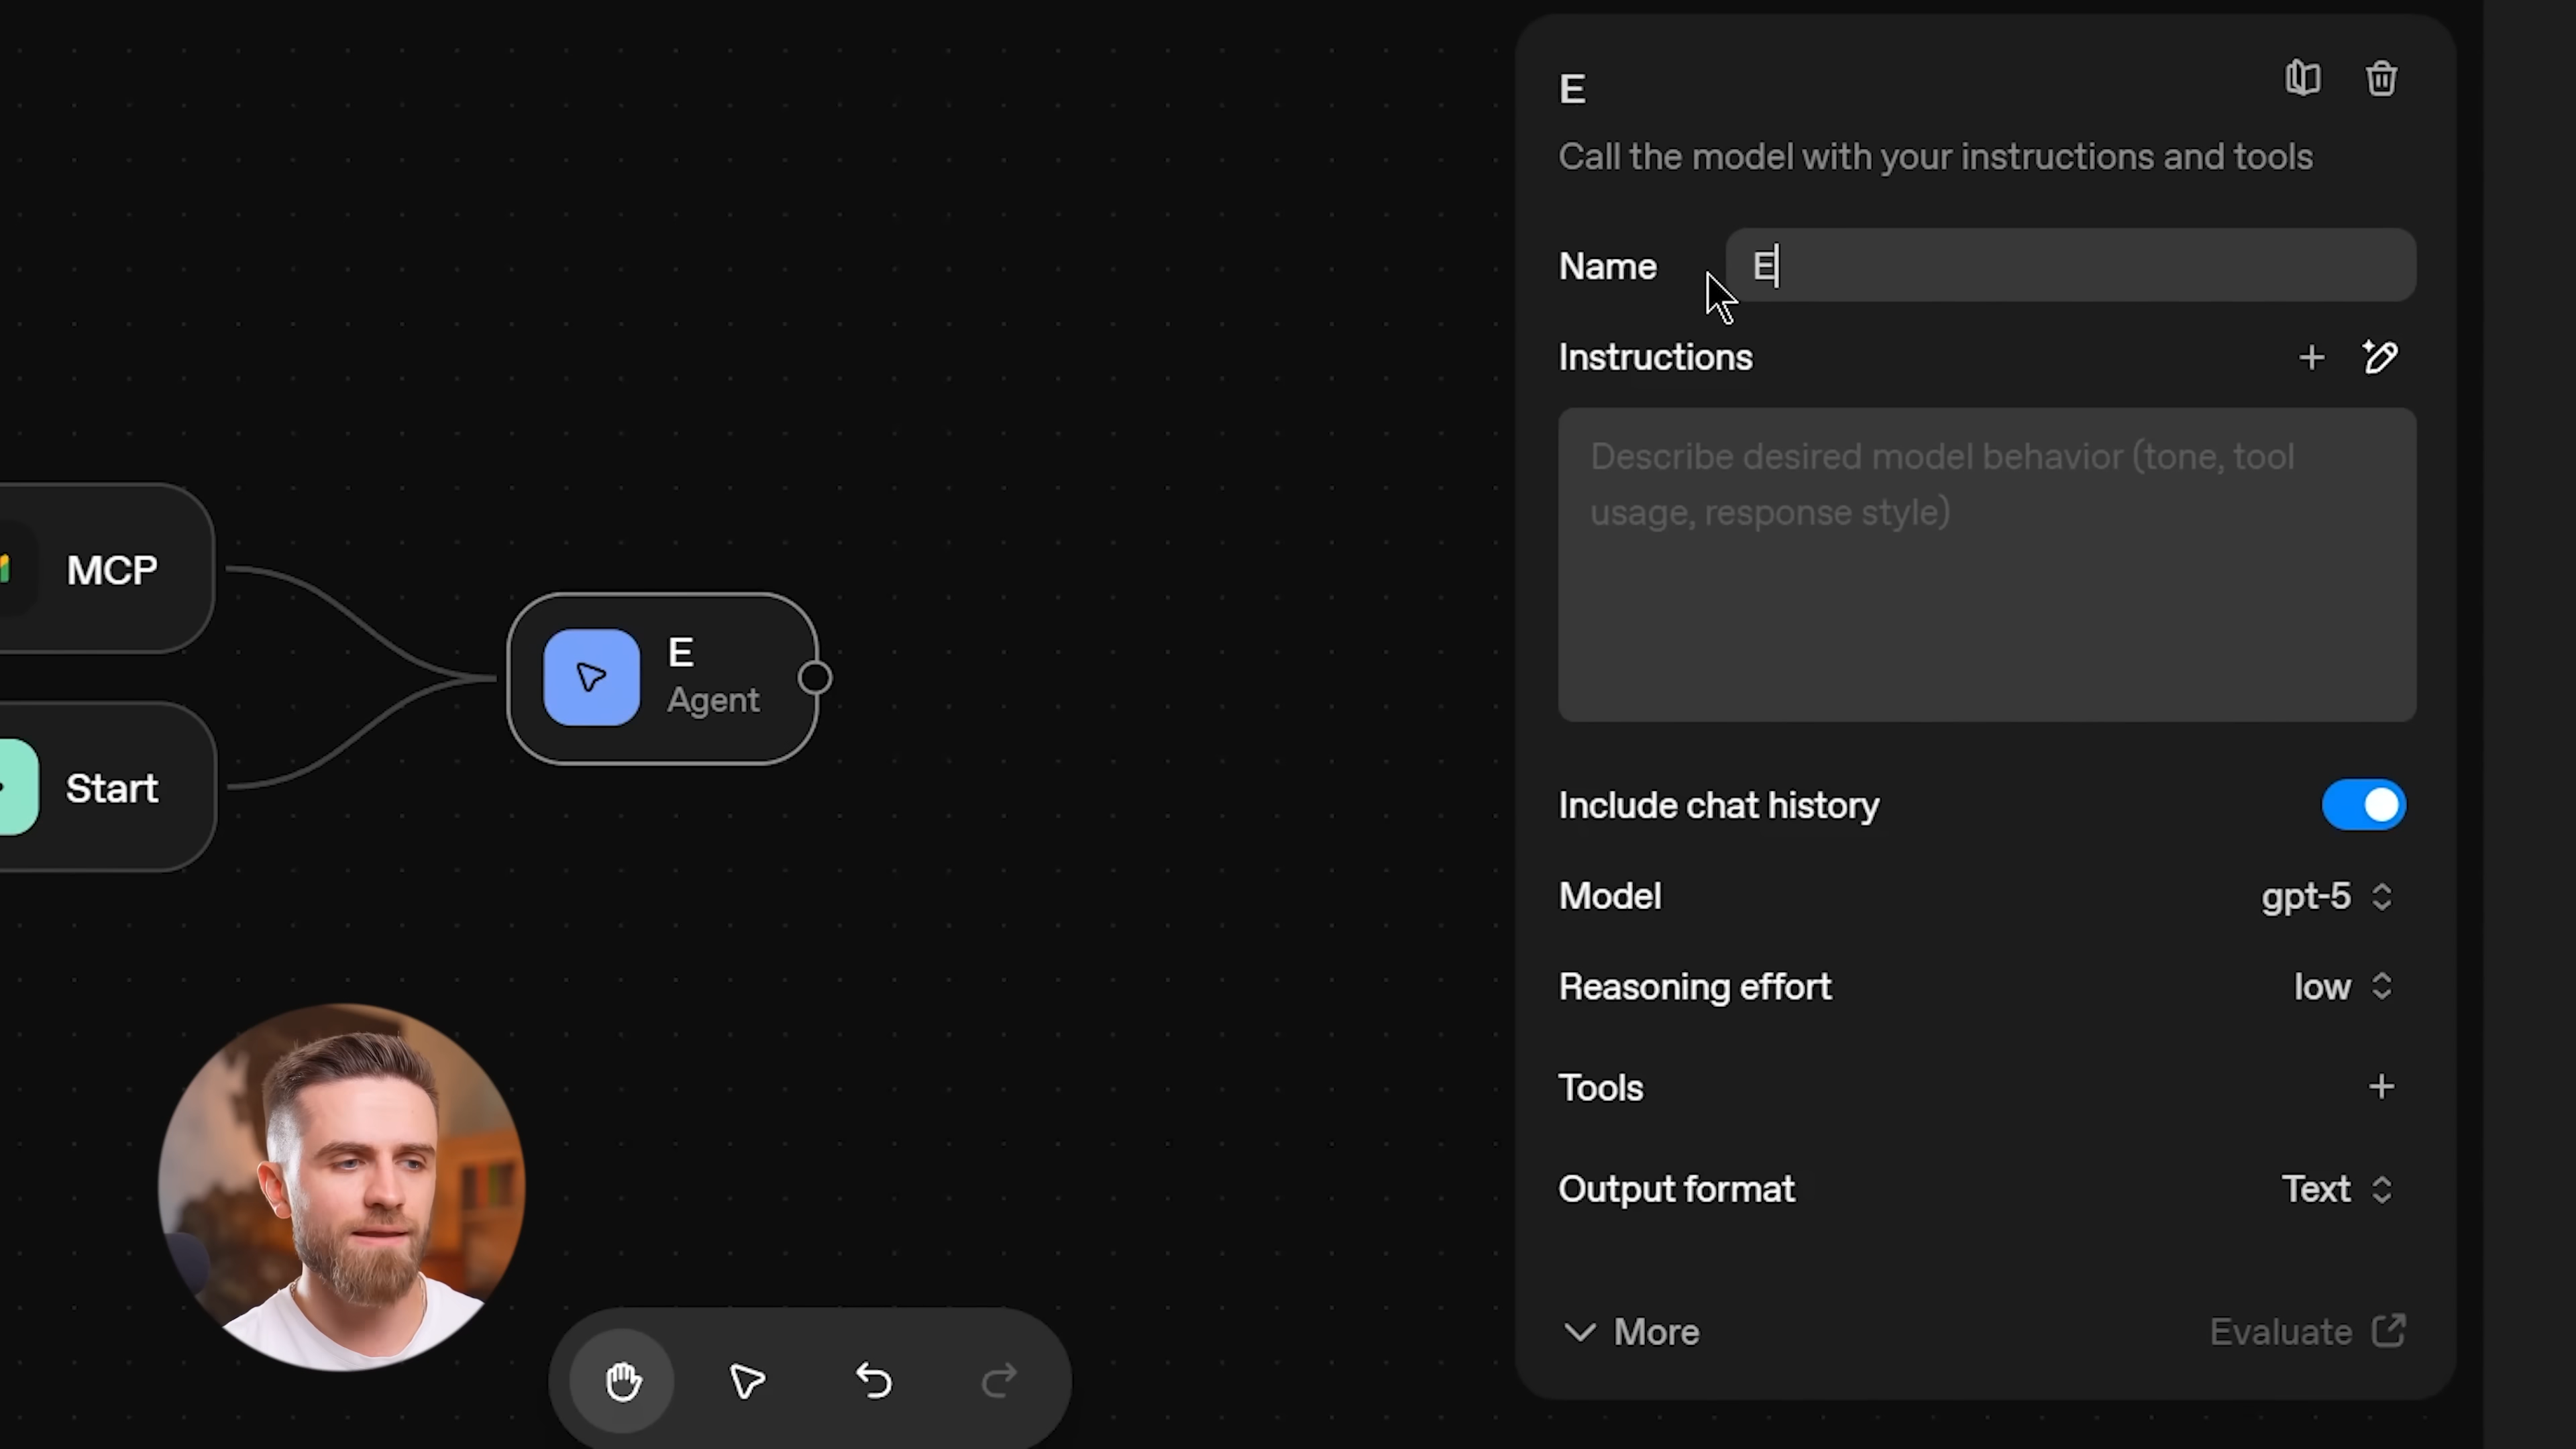 E
Call the model with your instructions and tools
Name
E
Instructions
Describe desired model behavior (tone, tool
usage, response style)
MCP
E
Agent
Start
Include chat history
Model
gpt-5
Reasoning effort
low
Tools
Output format
Text
More
Evaluate